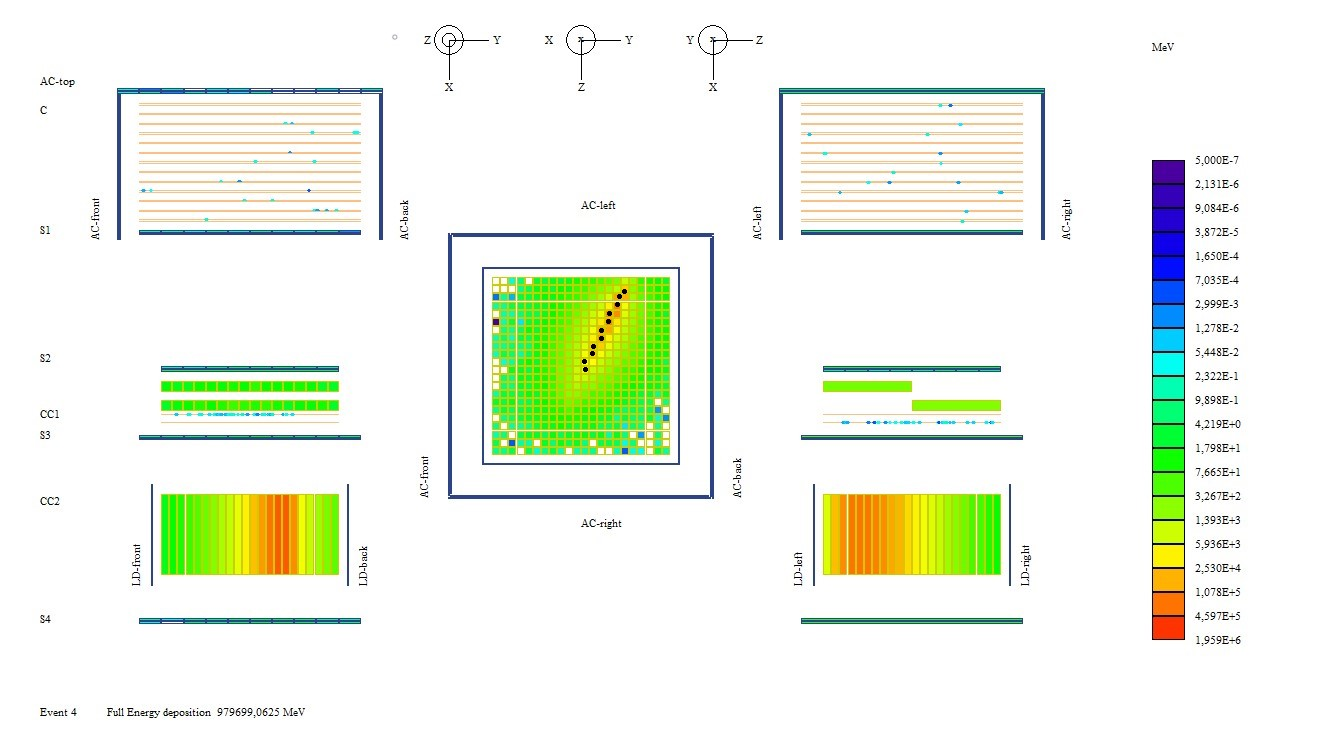 Z Y X
X x Y Z
Y x Z X
MeV
AC-top
C
AC-front
AC-back
AC-left
AC-right
S1
AC-left
S2
CC1
S3
AC-front
AC-back
CC2
AC-right
LD-front
LD-back
LD-left
LD-right
S4
5,000E-7
2,131E-6
9,084E-6
3,872E-5
1,650E-4
7,035E-4
2,999E-3
1,278E-2
5,448E-2
2,322E-1
9,898E-1
4,219E+0
1,798E+1
7,665E+1
3,267E+2
1,393E+3
5,936E+3
2,530E+4
1,078E+5
4,597E+5
1,959E+6
Event 4 Full Energy deposition 979699,0625 MeV